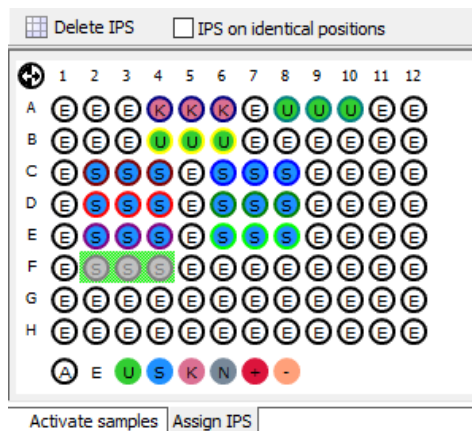 Delete IPS IPS on identical positions
1 2 3 4 5 6 7 8 9 10 11 12
A E E E K K K E U U U E E
B E E E U U U E E E E E E
C E S S S E S S S E E E E
D E S S S E S S S E E E E
E E S S S E S S S E E E E
F E S S S E E E E E E E E
G E E E E E E E E E E E E
H E E E E E E E E E E E E
A E U S K N + -
Activate samples Assign IPS